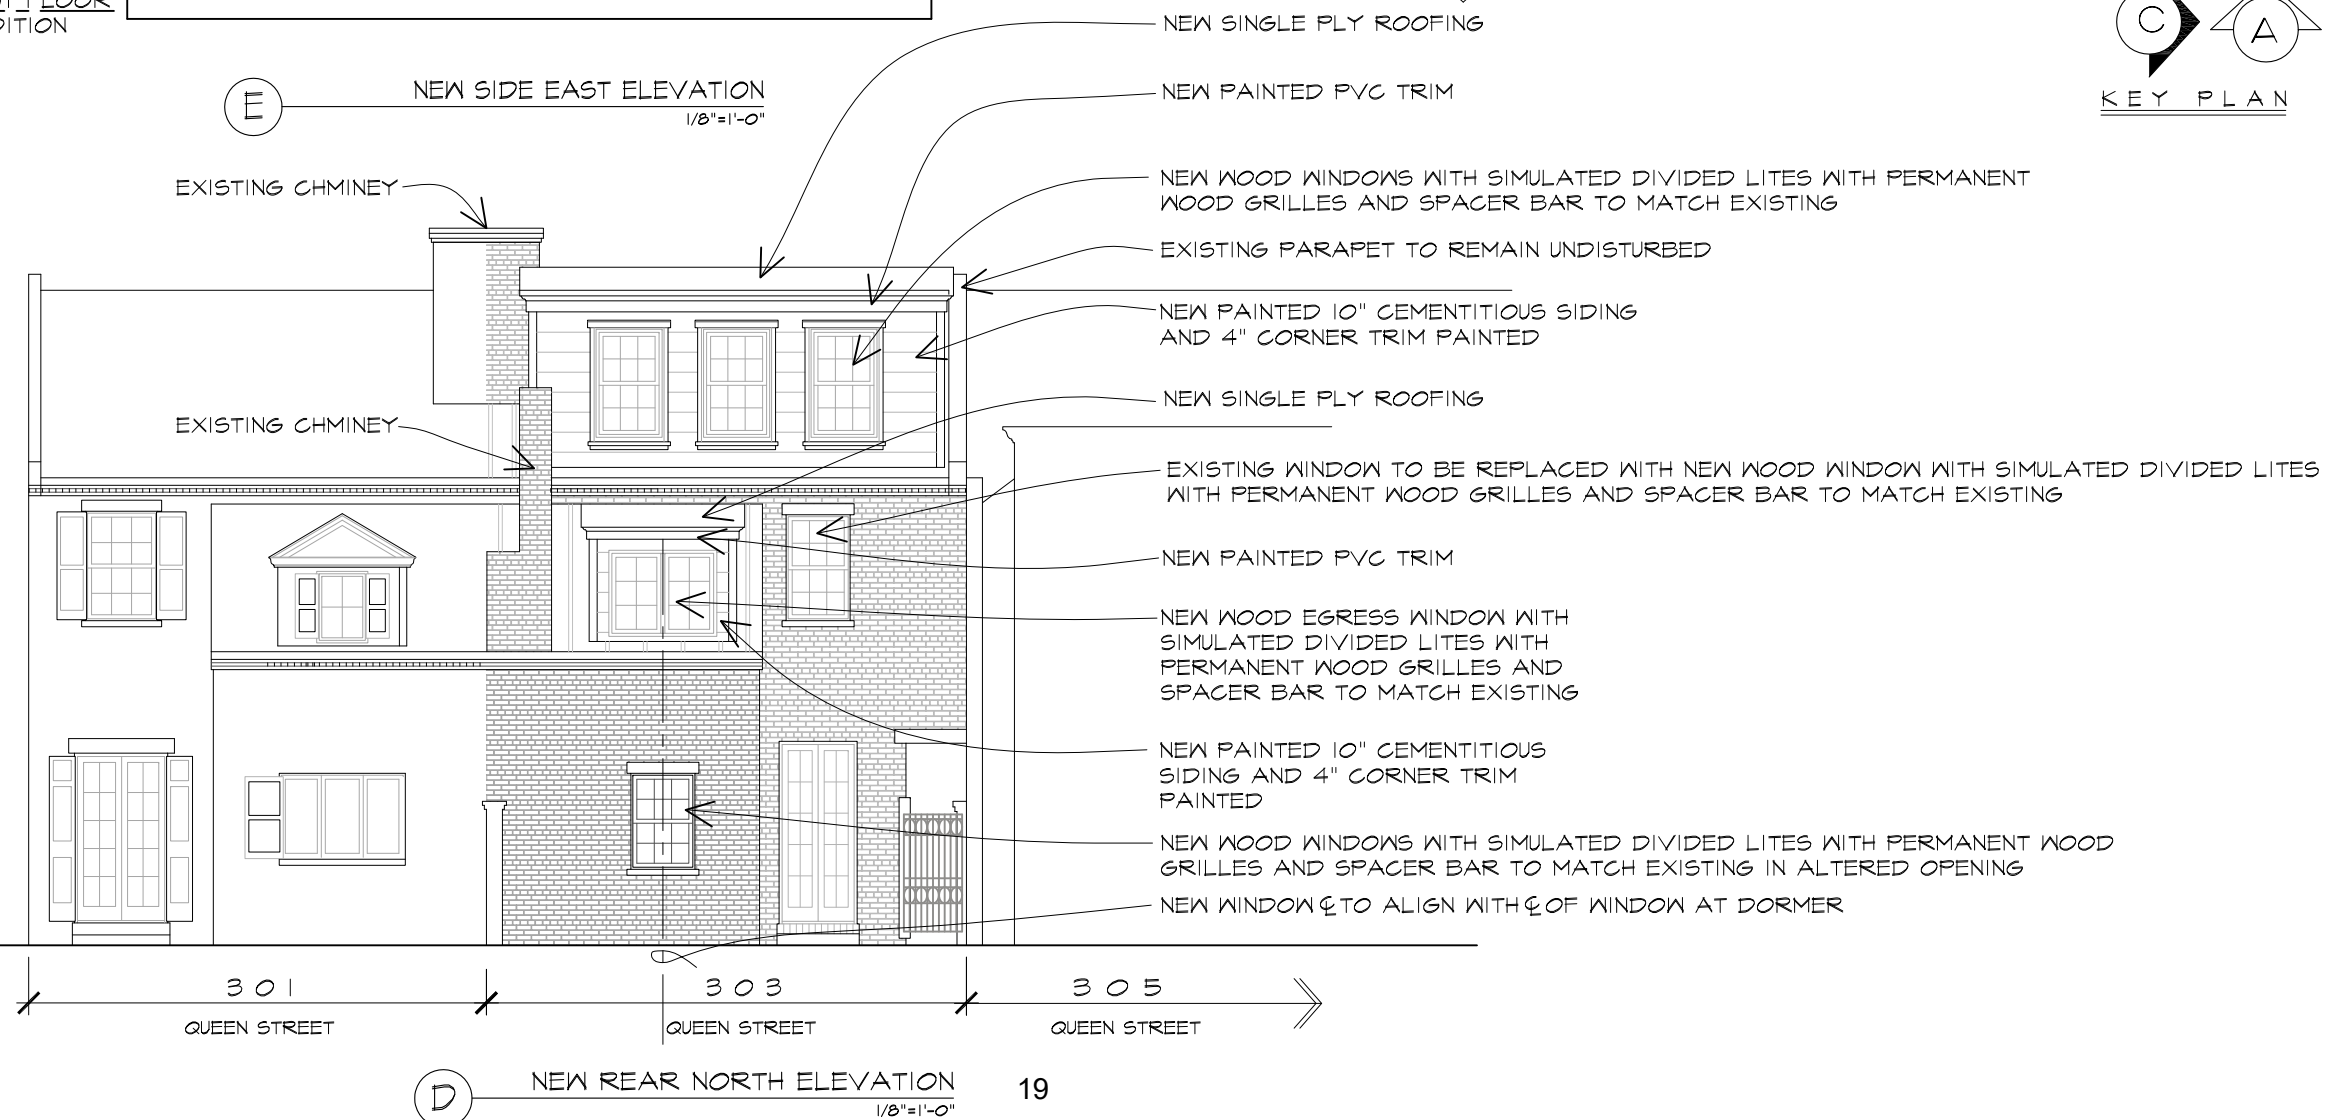 FLOOR
DITION
C
A
KEY PLAN
E
NEW SIDE EAST ELEVATION
1/8"=1'-0"
EXISTING CHMINEY
EXISTING CHMINEY
NEW SINGLE PLY ROOFING
NEW PAINTED PVC TRIM
NEW WOOD WINDOWS WITH SIMULATED DIVIDED LITES WITH PERMANENT
WOOD GRILLES AND SPACER BAR TO MATCH EXISTING
EXISTING PARAPET TO REMAIN UNDISTURBED
NEW PAINTED 10" CEMENTITIOUS SIDING
AND 4" CORNER TRIM PAINTED
NEW SINGLE PLY ROOFING
EXISTING WINDOW TO BE REPLACED WITH NEW WOOD WINDOW WITH SIMULATED DIVIDED LITES
WITH PERMANENT WOOD GRILLES AND SPACER BAR TO MATCH EXISTING
NEW PAINTED PVC TRIM
NEW WOOD EGRESS WINDOW WITH
SIMULATED DIVIDED LITES WITH
PERMANENT WOOD GRILLES AND
SPACER BAR TO MATCH EXISTING
NEW PAINTED 10" CEMENTITIOUS
SIDING AND 4" CORNER TRIM
PAINTED
NEW WOOD WINDOWS WITH SIMULATED DIVIDED LITES WITH PERMANENT WOOD
GRILLES AND SPACER BAR TO MATCH EXISTING IN ALTERED OPENING
NEW WINDOW ℄ TO ALIGN WITH ℄ OF WINDOW AT DORMER
301
QUEEN STREET
303
QUEEN STREET
305
QUEEN STREET
D
NEW REAR NORTH ELEVATION
1/8"=1'-0"
19